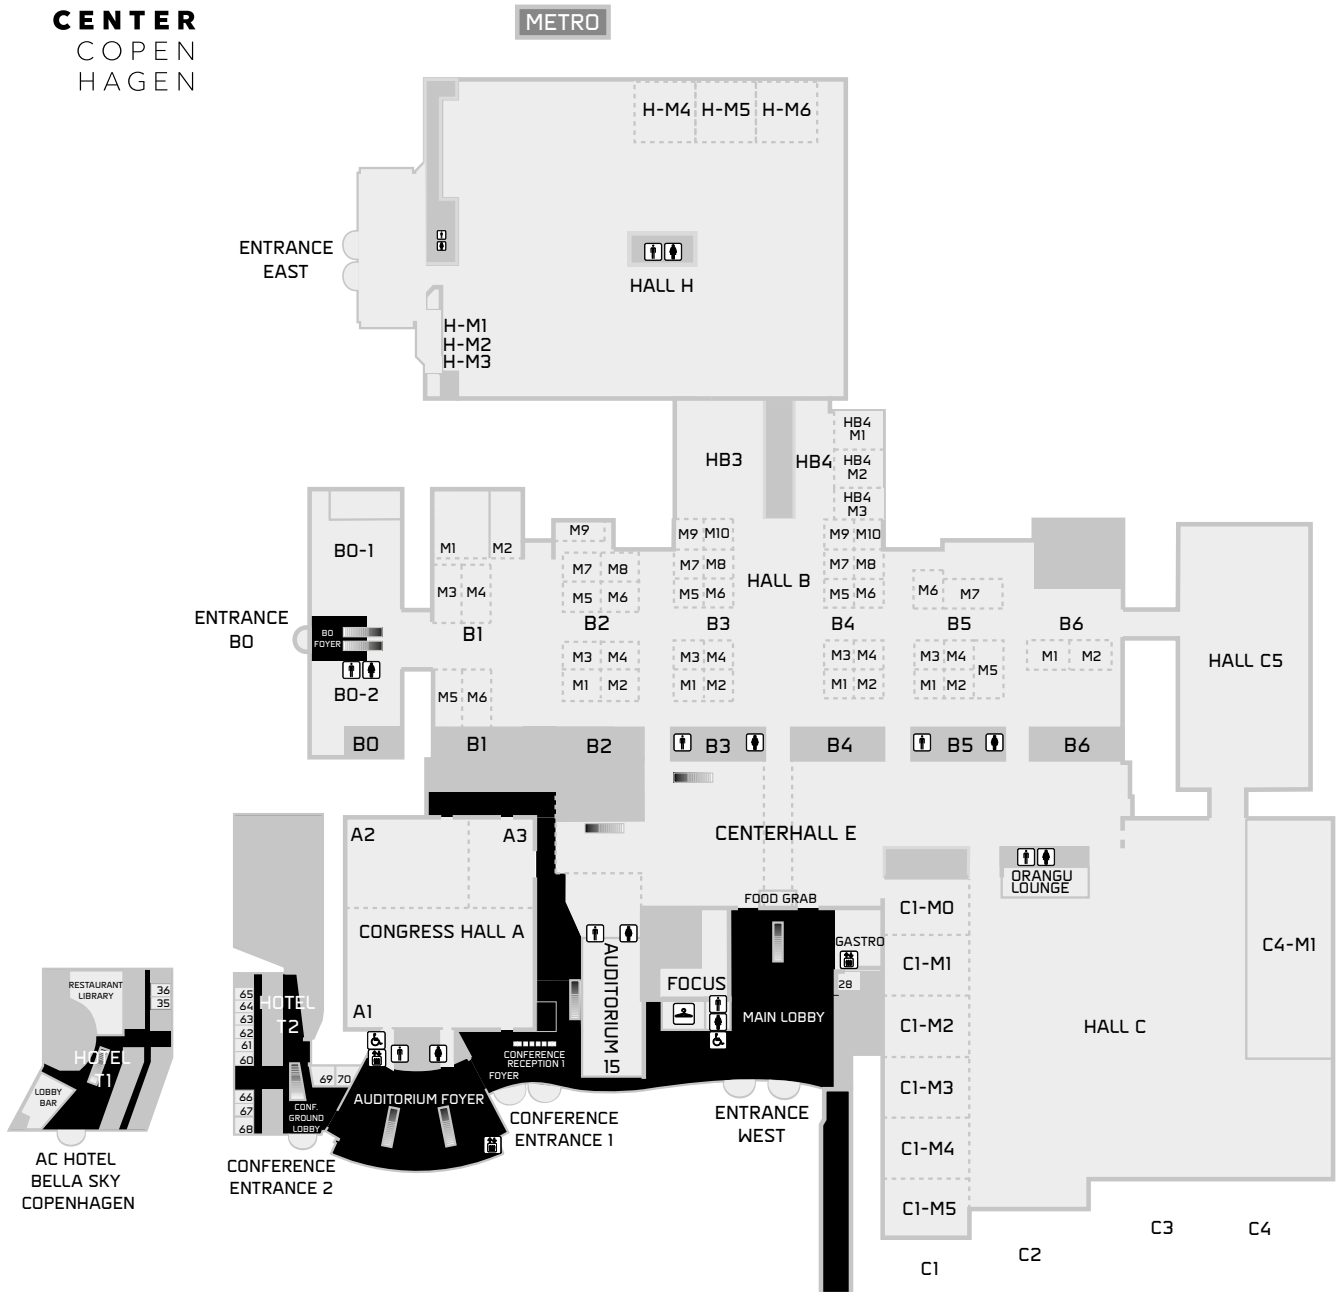 CENTER
COPEN
HAGEN
METRO
H-M4 H-M5 H-M6
ENTRANCE
EAST
HALL H
H-M1
H-M2
H-M3
HB3
HB4
HB4
M1
HB4
M2
HB4
M3
B0-1
M1 M2
M3 M4
B1
M5 M6
M9
M7 M8
M5 M6
B2
M3 M4
M1 M2
M9 M10
M7 M8
M5 M6
B3
M3 M4
M1 M2
HALL B
M9 M10
M7 M8
M5 M6
B4
M3 M4
M1 M2
M6 M7
B5
M3 M4
M5
M1 M2
B6
M1 M2
HALL C5
ENTRANCE
B0
B0
FOYER
B0-2
B0 B1 B2 B3 B4 B5 B6
CENTERHALL E
A2 A3
CONGRESS HALL A
A1
ORANGU
LOUNGE
FOOD GRAB
GASTRO
28
C1-M0
C1-M1
C1-M2
C1-M3
C1-M4
C1-M5
C4-M1
HALL C
FOCUS
AUDITORIUM
15
MAIN LOBBY
CONFERENCE
RECEPTION 1
FOYER
AUDITORIUM FOYER
RESTAURANT
LIBRARY
36
35
HOTEL
T1
LOBBY
BAR
65
64
63
62
61
60
66
67
68
HOTEL
T2
69 70
CONF.
GROUND
LOBBY
AC HOTEL
BELLA SKY
COPENHAGEN
CONFERENCE
ENTRANCE 2
CONFERENCE
ENTRANCE 1
ENTRANCE
WEST
C1
C2
C3
C4